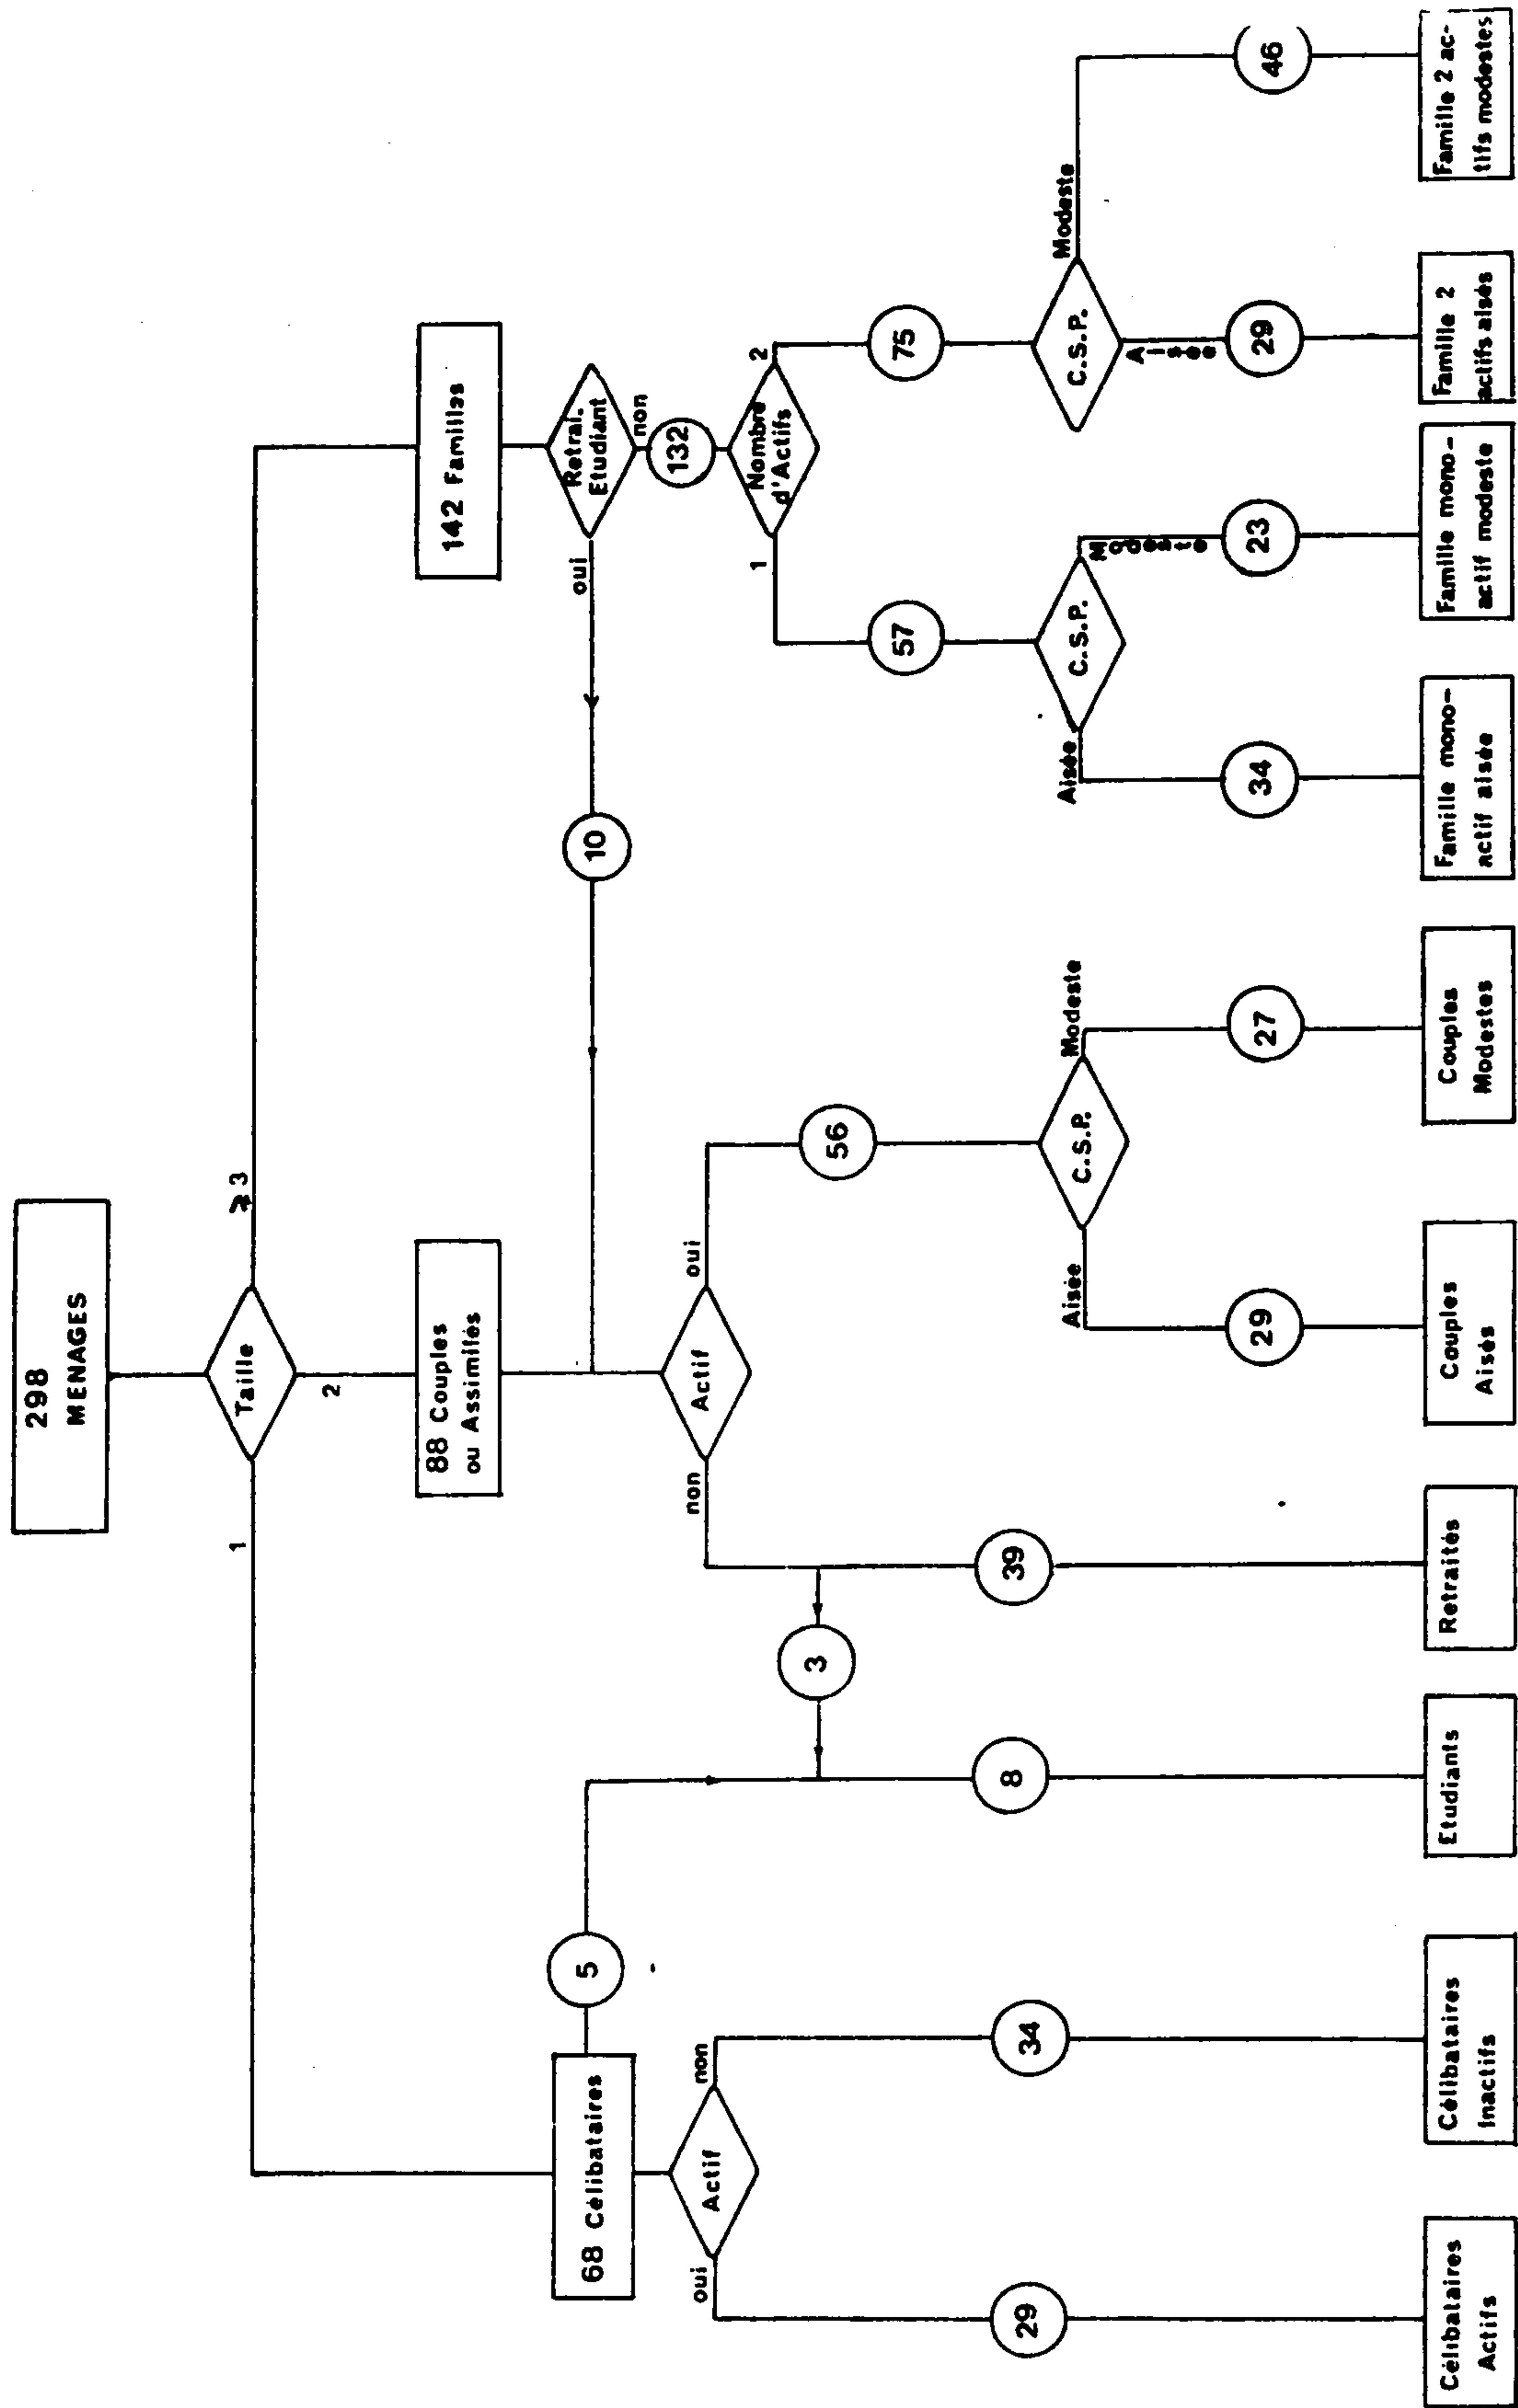 298
MENAGES
Taille
1
2
⩾3
88 Couples
ou Assimilés
142 Familles
68 Célibataires
5
10
Retrai.
Etudiant
oui
non
132
Actif
oui
non
Actif
non
oui
Nombre
d'Actifs
1
2
3
56
57
75
29
34
8
39
C.S.P.
Aisée
Modeste
C.S.P.
Aisée
Modeste
C.S.P.
Aisée
Modeste
29
27
34
23
29
46
Célibataires
Actifs
Célibataires
Inactifs
Etudiants
Retraités
Couples
Aisés
Couples
Modestes
Famille mono-
actif aisée
Famille mono-
actif modeste
Famille 2
actifs aisés
Famille 2 ac-
tifs modestes